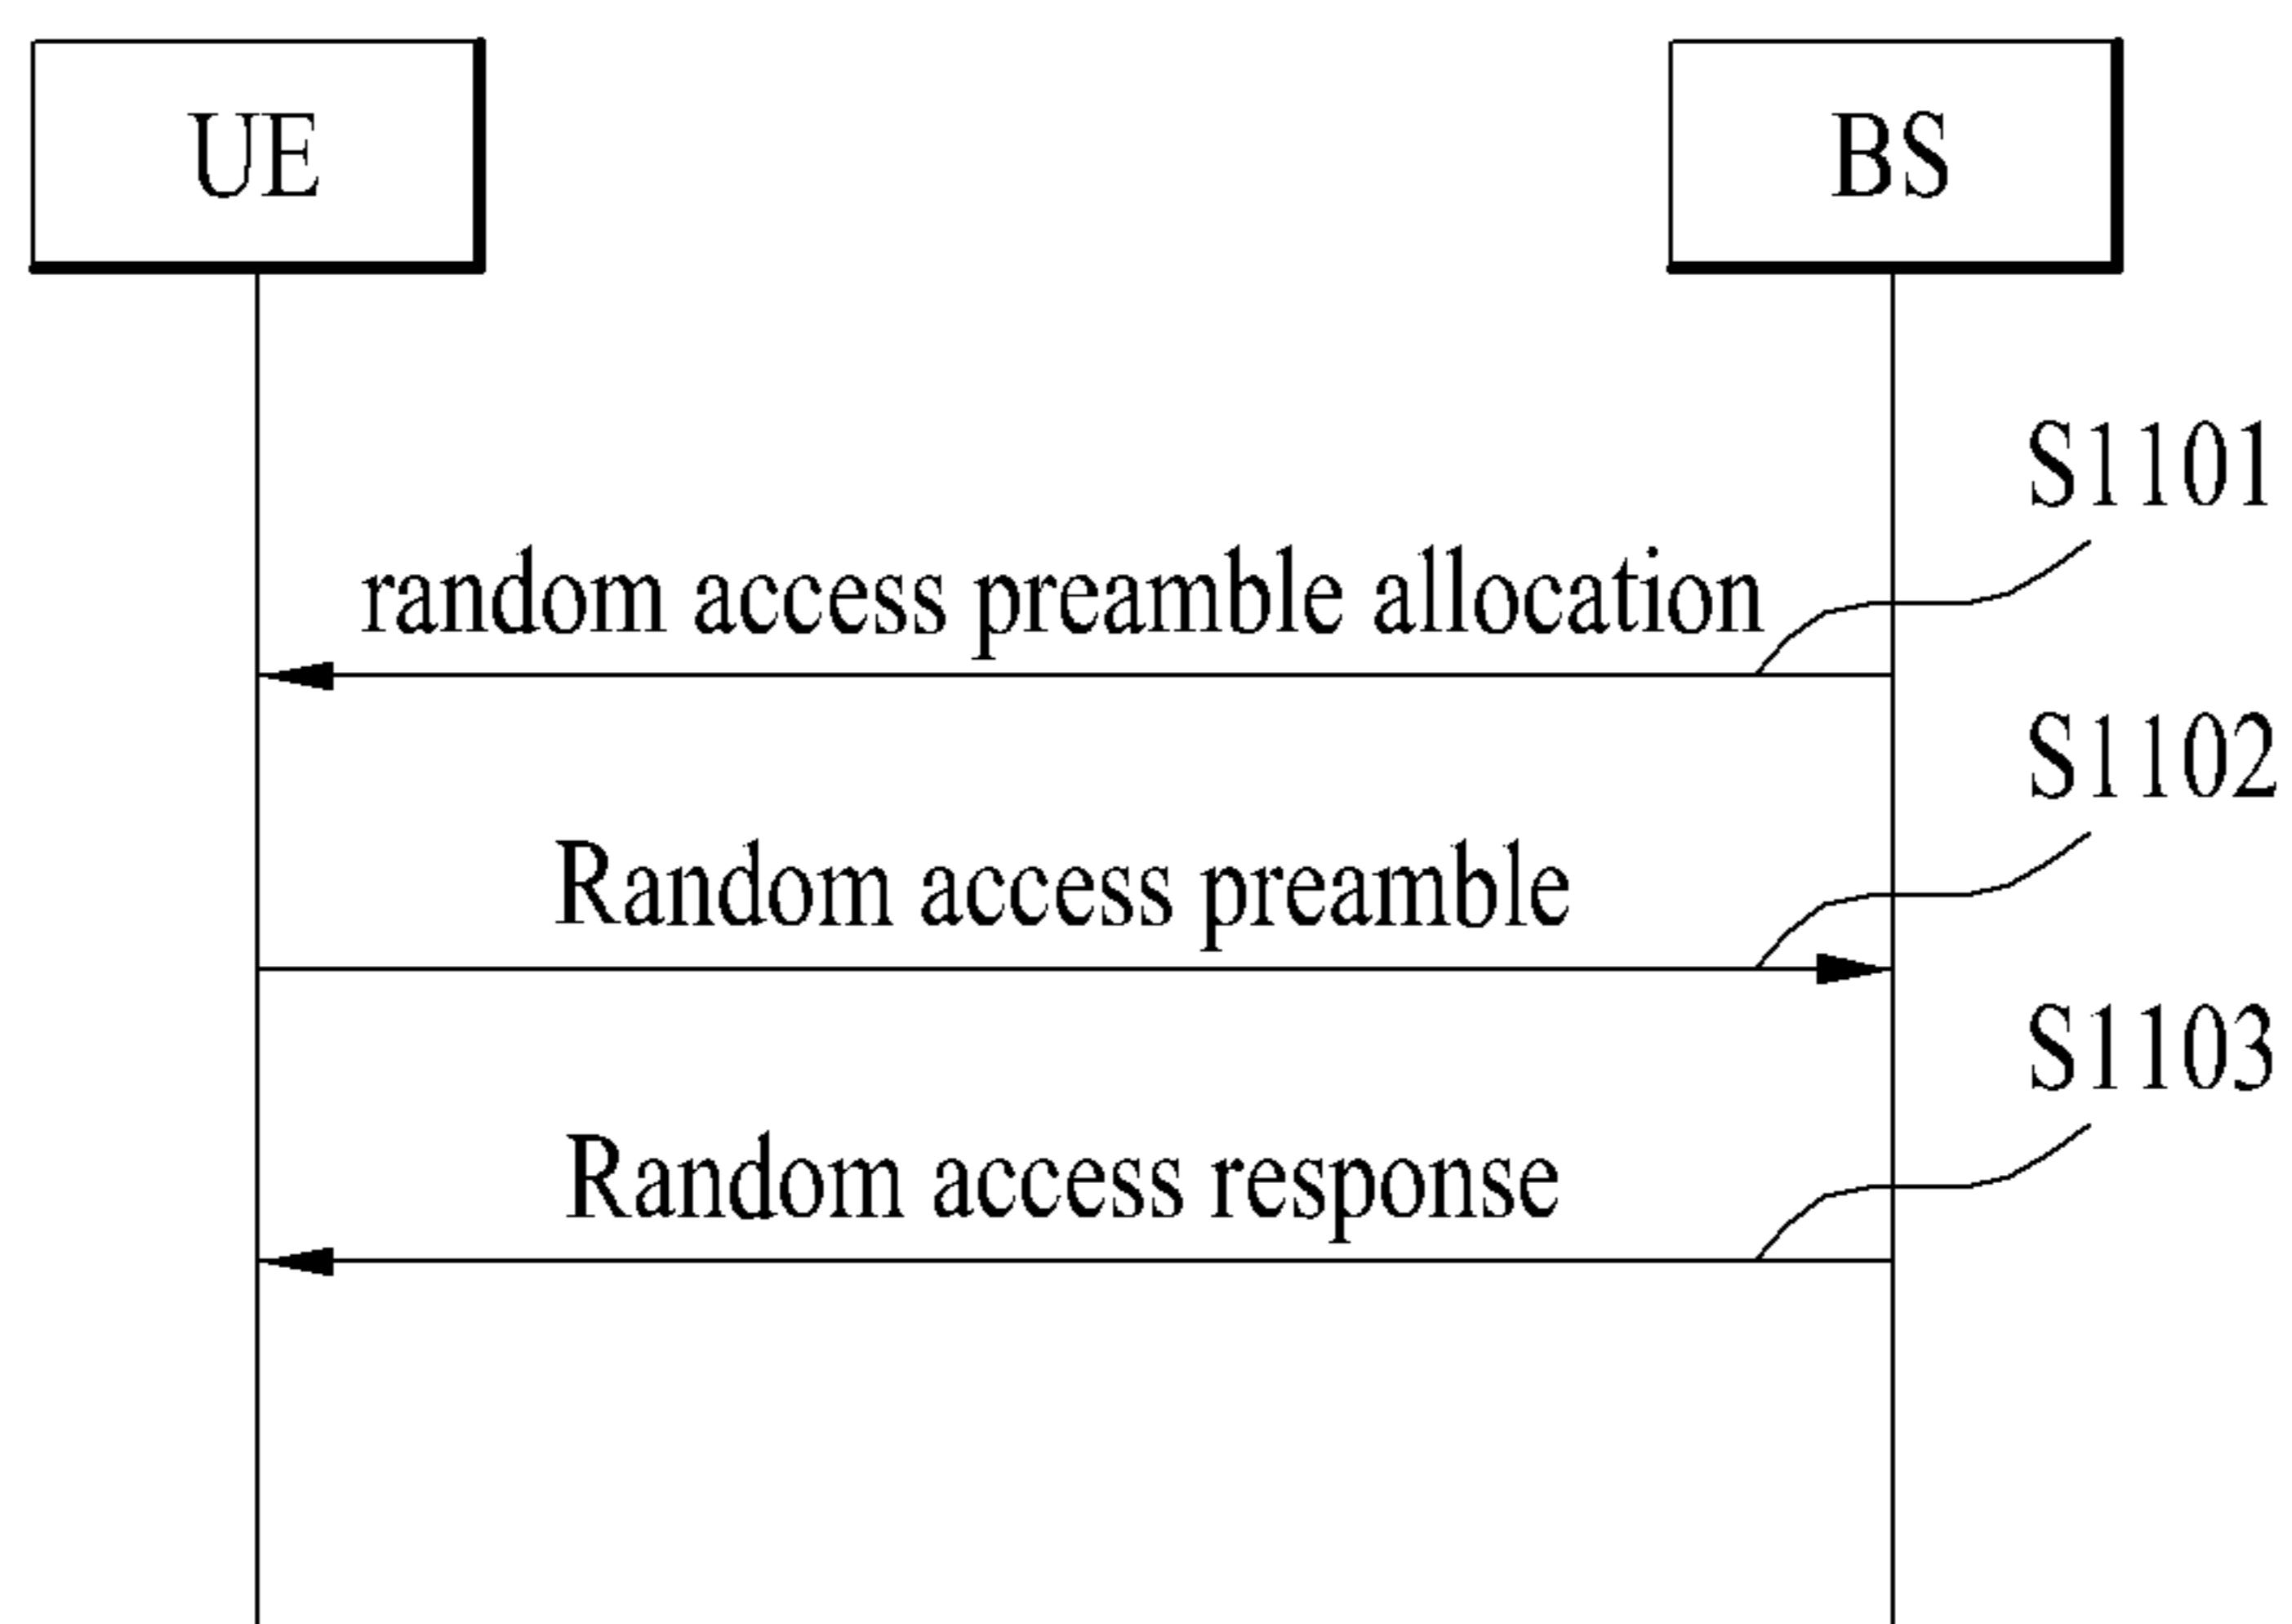 UE
BS
S1101
random access preamble allocation
S1102
Random access preamble
S1103
Random access response